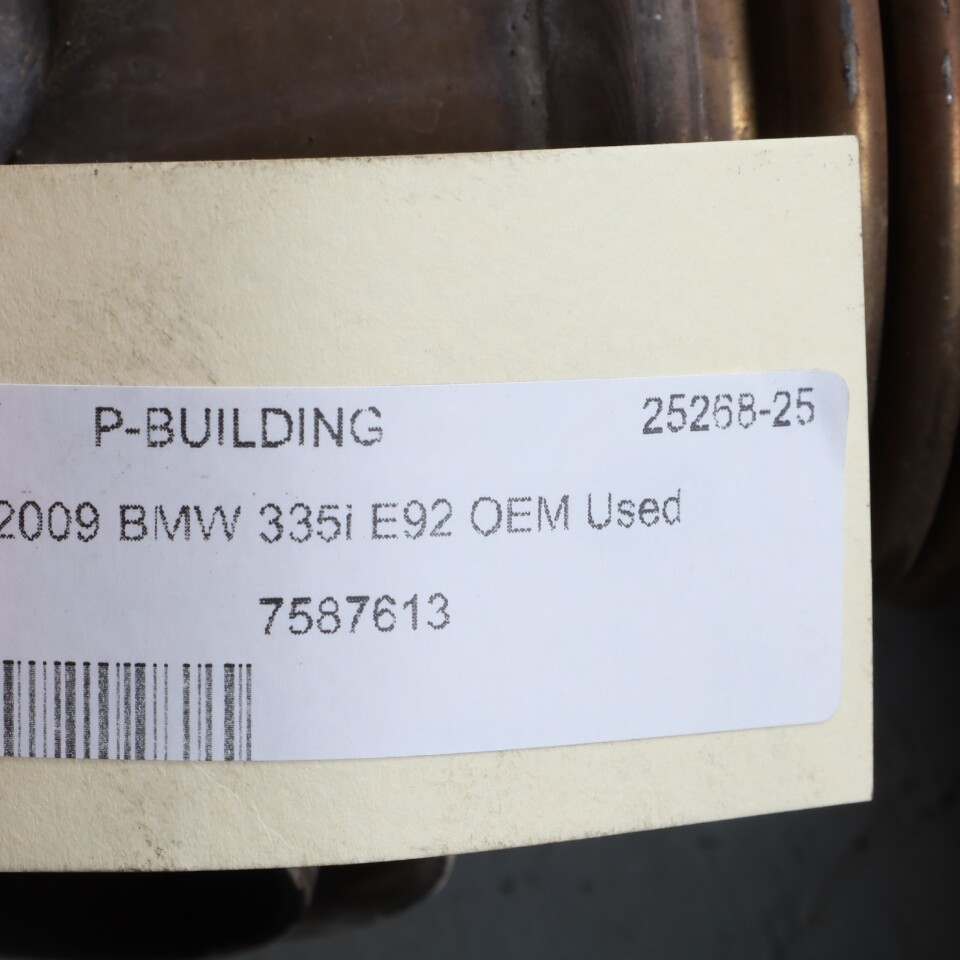 P-BUILDING 25268-25
2009 BMW 335i E92 OEM Used
7587613